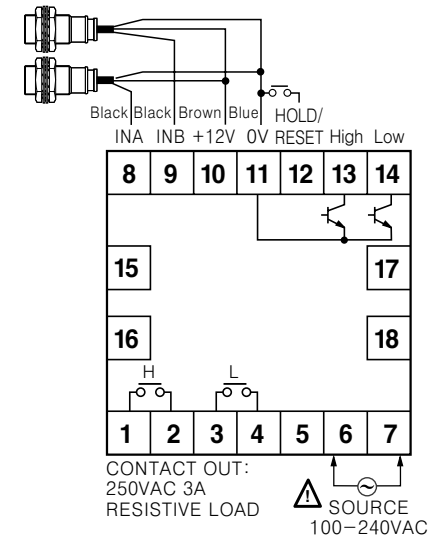 Black Black Brown Blue HOLD/
INA INB +12V 0V RESET High Low
8 9 10 11 12 13 14
15 17
16 18
H L
1 2 3 4 5 6 7
CONTACT OUT:
250VAC 3A
RESISTIVE LOAD
SOURCE
100-240VAC